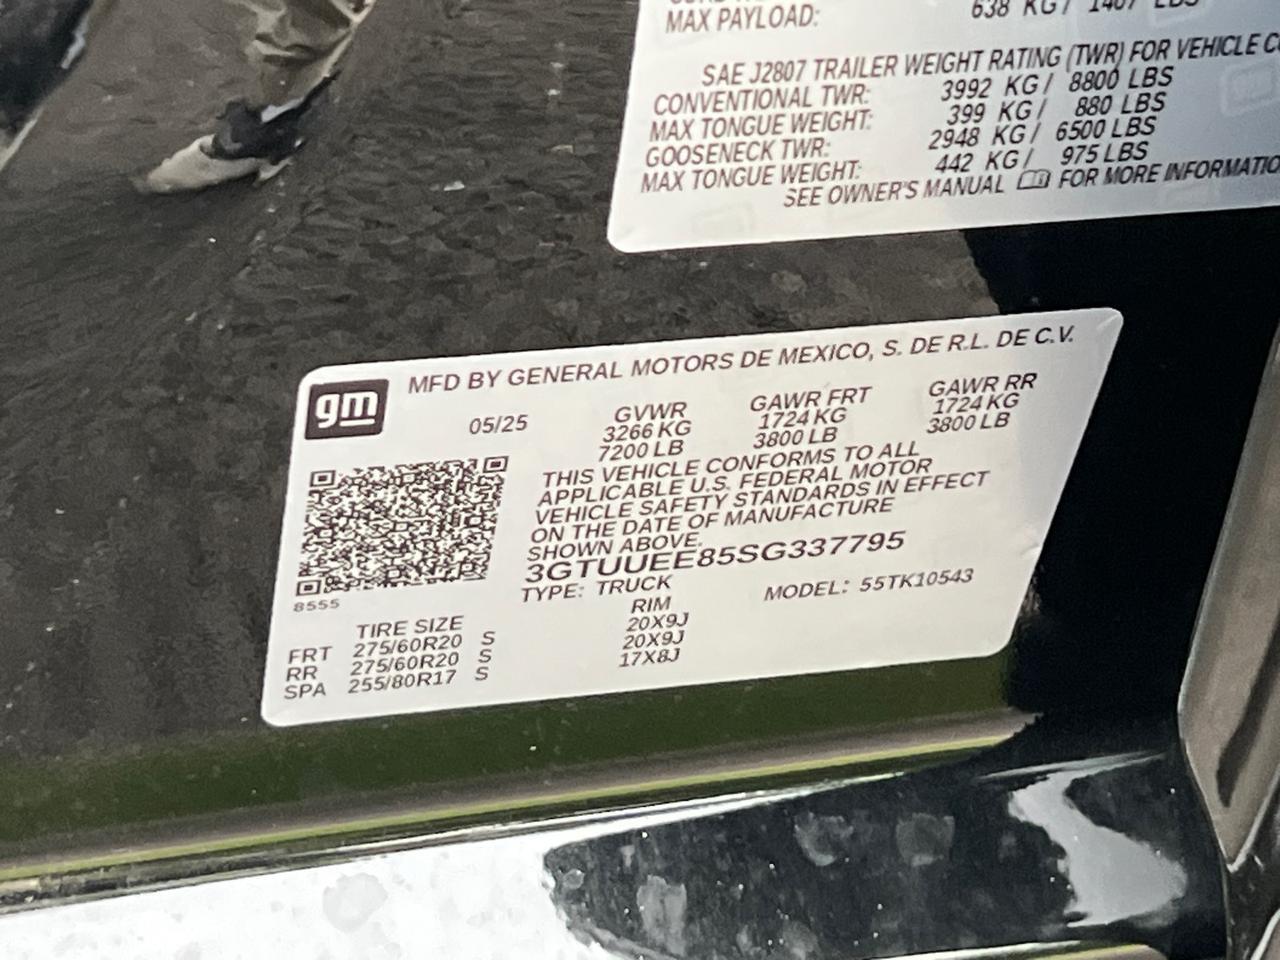 MAX PAYLOAD: 638 KG/ 1407 LBS
SAE J2807 TRAILER WEIGHT RATING (TWR) FOR VEHICLE
CONVENTIONAL TWR: 3992 KG/ 8800 LBS
MAX TONGUE WEIGHT: 399 KG/ 880 LBS
GOOSENECK TWR: 2948 KG/ 6500 LBS
MAX TONGUE WEIGHT: 442 KG/ 975 LBS
SEE OWNER'S MANUAL FOR MORE INFORMATIO
gm
MFD BY GENERAL MOTORS DE MEXICO, S. DE R.L. DE C.V.
05/25 GVWR GAWR FRT GAWR RR
3266 KG 1724 KG 1724 KG
7200 LB 3800 LB 3800 LB
THIS VEHICLE CONFORMS TO ALL
APPLICABLE U.S. FEDERAL MOTOR
VEHICLE SAFETY STANDARDS IN EFFECT
ON THE DATE OF MANUFACTURE
SHOWN ABOVE.
3GTUUEE85SG337795
8555
TYPE: TRUCK MODEL: 55TK10543
TIRE SIZE RIM
FRT 275/60R20 S 20X9J
RR 275/60R20 S 20X9J
SPA 255/80R17 S 17X8J